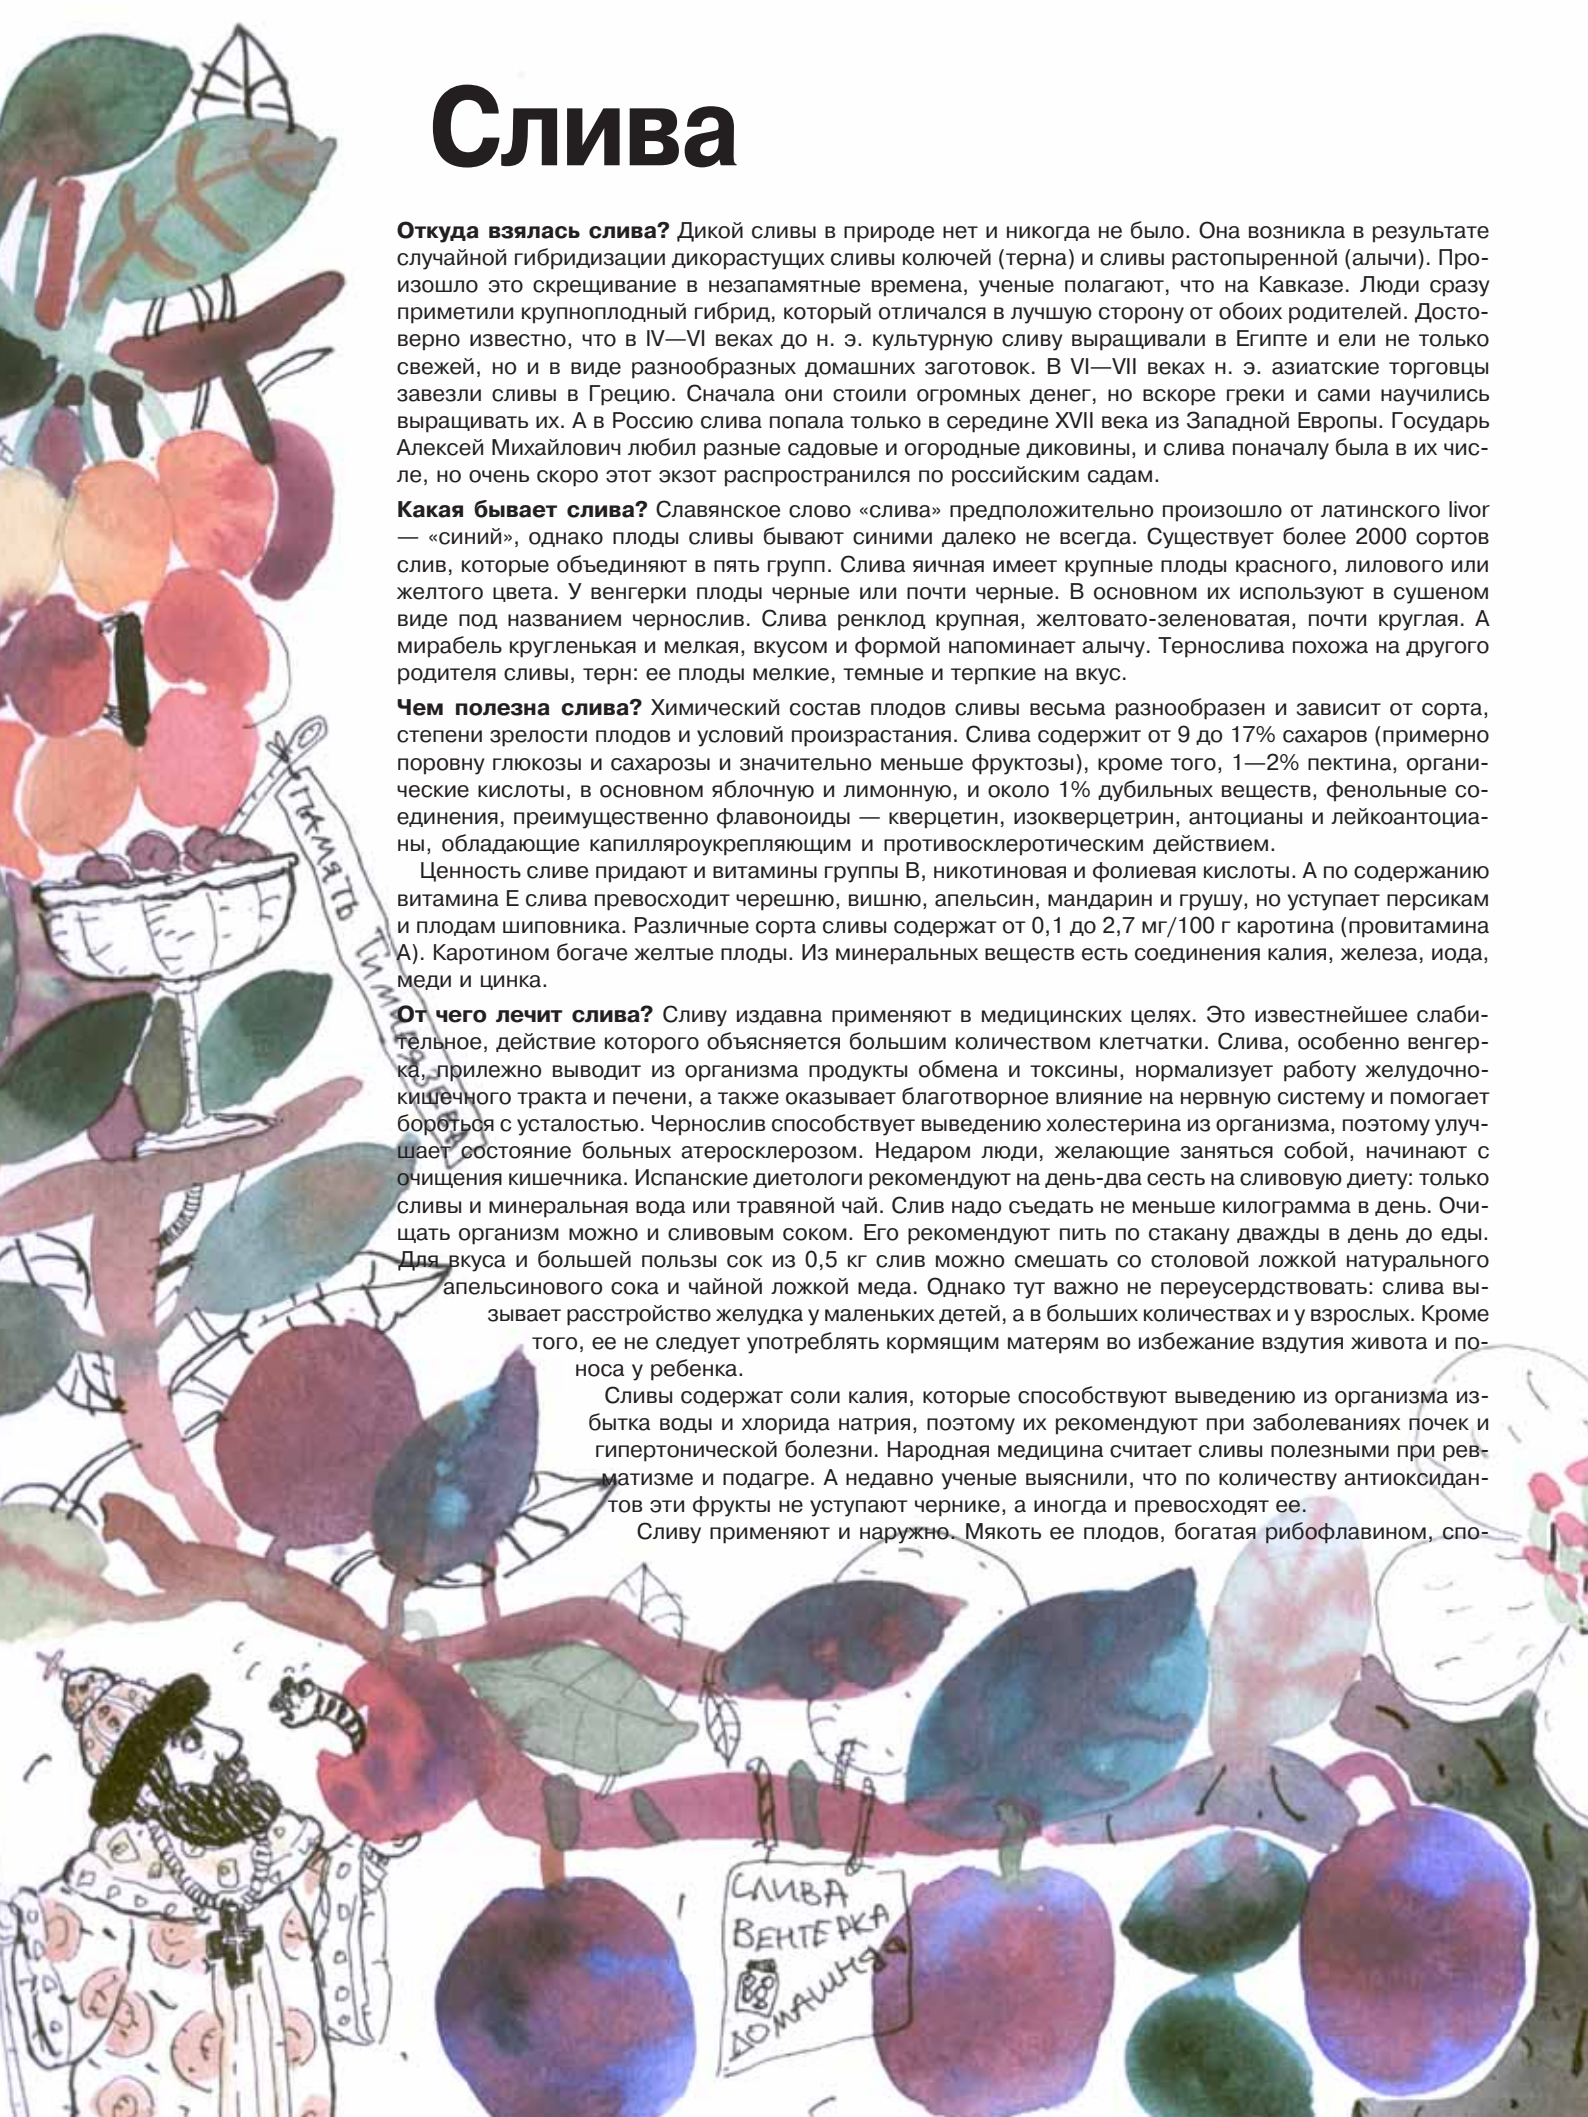 Слива
Откуда взялась слива? Дикой сливы в природе нет и никогда не было. Она возникла в результате
случайной гибридизации дикорастущих сливы колючей (терна) и сливы растопыренной (алычи). Про-
изошло это скрещивание в незапамятные времена, ученые полагают, что на Кавказе. Люди сразу
приметили крупноплодный гибрид, который отличался в лучшую сторону от обоих родителей. Досто-
верно известно, что в IV—VI веках до н. э. культурную сливу выращивали в Египте и ели не только
свежей, но и в виде разнообразных домашних заготовок. В VI—VII веках н. э. азиатские торговцы
завезли сливы в Грецию. Сначала они стоили огромных денег, но вскоре греки и сами научились
выращивать их. А в Россию слива попала только в середине XVII века из Западной Европы. Государь
Алексей Михайлович любил разные садовые и огородные диковины, и слива поначалу была в их чис-
ле, но очень скоро этот экзот распространился по российским садам.
Какая бывает слива? Славянское слово «слива» предположительно произошло от латинского livor
— «синий», однако плоды сливы бывают синими далеко не всегда. Существует более 2000 сортов
слив, которые объединяют в пять групп. Слива яичная имеет крупные плоды красного, лилового или
желтого цвета. У венгерки плоды черные или почти черные. В основном их используют в сушеном
виде под названием чернослив. Слива ренклод крупная, желтовато-зеленоватая, почти круглая. А
мирабель кругленькая и мелкая, вкусом и формой напоминает алычу. Тернослива похожа на другого
родителя сливы, терн: ее плоды мелкие, темные и терпкие на вкус.
Чем полезна слива? Химический состав плодов сливы весьма разнообразен и зависит от сорта,
степени зрелости плодов и условий произрастания. Слива содержит от 9 до 17% сахаров (примерно
поровну глюкозы и сахарозы и значительно меньше фруктозы), кроме того, 1—2% пектина, органи-
ческие кислоты, в основном яблочную и лимонную, и около 1% дубильных веществ, фенольные со-
единения, преимущественно флавоноиды — кверцетин, изокверцетрин, антоцианы и лейкоантоциа-
ны, обладающие капилляроукрепляющим и противосклеротическим действием.
Ценность сливе придают и витамины группы В, никотиновая и фолиевая кислоты. А по содержанию
витамина Е слива превосходит черешню, вишню, апельсин, мандарин и грушу, но уступает персикам
и плодам шиповника. Различные сорта сливы содержат от 0,1 до 2,7 мг/100 г каротина (провитамина
А). Каротином богаче желтые плоды. Из минеральных веществ есть соединения калия, железа, иода,
меди и цинка.
От чего лечит слива? Сливу издавна применяют в медицинских целях. Это известнейшее слаби-
тельное, действие которого объясняется большим количеством клетчатки. Слива, особенно венгер-
ка, прилежно выводит из организма продукты обмена и токсины, нормализует работу желудочно-
кишечного тракта и печени, а также оказывает благотворное влияние на нервную систему и помогает
бороться с усталостью. Чернослив способствует выведению холестерина из организма, поэтому улуч-
шает состояние больных атеросклерозом. Недаром люди, желающие заняться собой, начинают с
очищения кишечника. Испанские диетологи рекомендуют на день-два сесть на сливовую диету: только
сливы и минеральная вода или травяной чай. Слив надо съедать не меньше килограмма в день. Очи-
щать организм можно и сливовым соком. Его рекомендуют пить по стакану дважды в день до еды.
Для вкуса и большей пользы сок из 0,5 кг слив можно смешать со столовой ложкой натурального
апельсинового сока и чайной ложкой меда. Однако тут важно не переусердствовать: слива вы-
зывает расстройство желудка у маленьких детей, а в больших количествах и у взрослых. Кроме
того, ее не следует употреблять кормящим матерям во избежание вздутия живота и по-
носа у ребенка.
Сливы содержат соли калия, которые способствуют выведению из организма из-
бытка воды и хлорида натрия, поэтому их рекомендуют при заболеваниях почек и
гипертонической болезни. Народная медицина считает сливы полезными при рев-
матизме и подагре. А недавно ученые выяснили, что по количеству антиоксидан-
тов эти фрукты не уступают чернике, а иногда и превосходят ее.
Сливу применяют и наружно. Мякоть ее плодов, богатая рибофлавином, спо-
ПАМЯТЬ ТИМИРЯЗЕВА
СЛИВА
ВЕНГЕРКА
ДОМАШНЯЯ